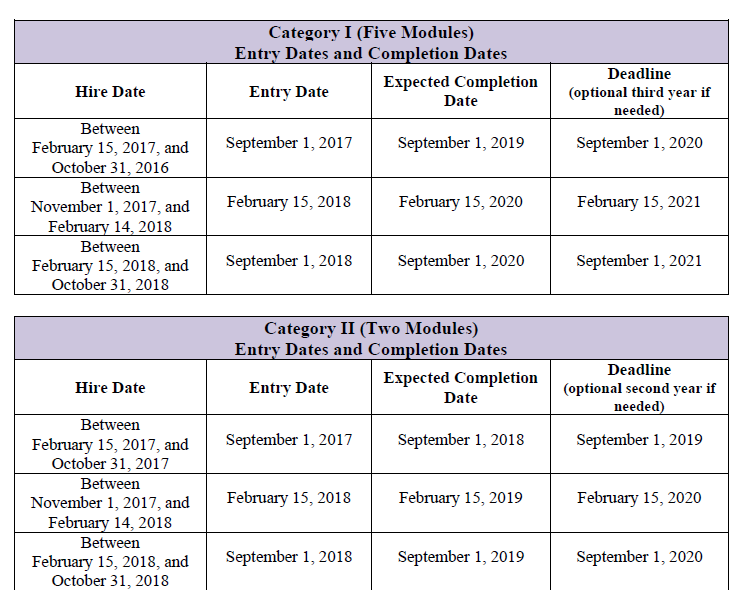 Category I (Five Modules)
Entry Dates and Completion Dates
Hire Date
Entry Date
Expected Completion
Date
Deadline
(optional third year if
needed)
Between
February 15, 2017, and
October 31, 2016
September 1, 2017
September 1, 2019
September 1, 2020
Between
November 1, 2017, and
February 14, 2018
February 15, 2018
February 15, 2020
February 15, 2021
Between
February 15, 2018, and
October 31, 2018
September 1, 2018
September 1, 2020
September 1, 2021
Category II (Two Modules)
Entry Dates and Completion Dates
Hire Date
Entry Date
Expected Completion
Date
Deadline
(optional second year if
needed)
Between
February 15, 2017, and
October 31, 2017
September 1, 2017
September 1, 2018
September 1, 2019
Between
November 1, 2017, and
February 14, 2018
February 15, 2018
February 15, 2019
February 15, 2020
Between
February 15, 2018, and
October 31, 2018
September 1, 2018
September 1, 2019
September 1, 2020